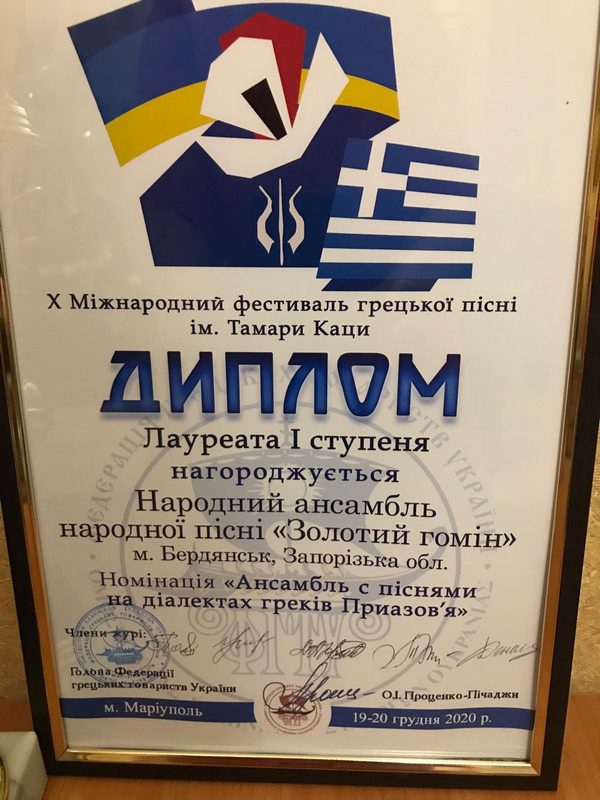 X Міжнародний фестиваль грецької пісні
ім. Тамари Каци
ДИПЛОМ
Лауреата І ступеня
нагороджується
Народний ансамбль
народної пісні «Золотий гомін»
м. Бердянськ, Запорізька обл.
Номінація «Ансамбль с піснями
на діалектах греків Приазов’я»
Члени журі:
Голова Федерації
грецьких товариств України
О.І. Проценко-Пічаджи
м. Маріуполь
19-20 грудня 2020 р.